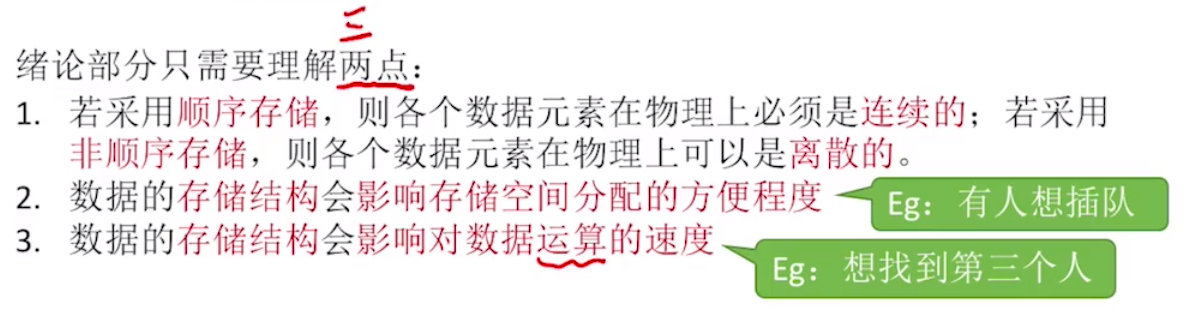 三
绪论部分只需要理解两点：
1. 若采用顺序存储，则各个数据元素在物理上必须是连续的；若采用
非顺序存储，则各个数据元素在物理上可以是离散的。
2. 数据的存储结构会影响存储空间分配的方便程度
Eg：有人想插队
3. 数据的存储结构会影响对数据运算的速度
Eg：想找到第三个人